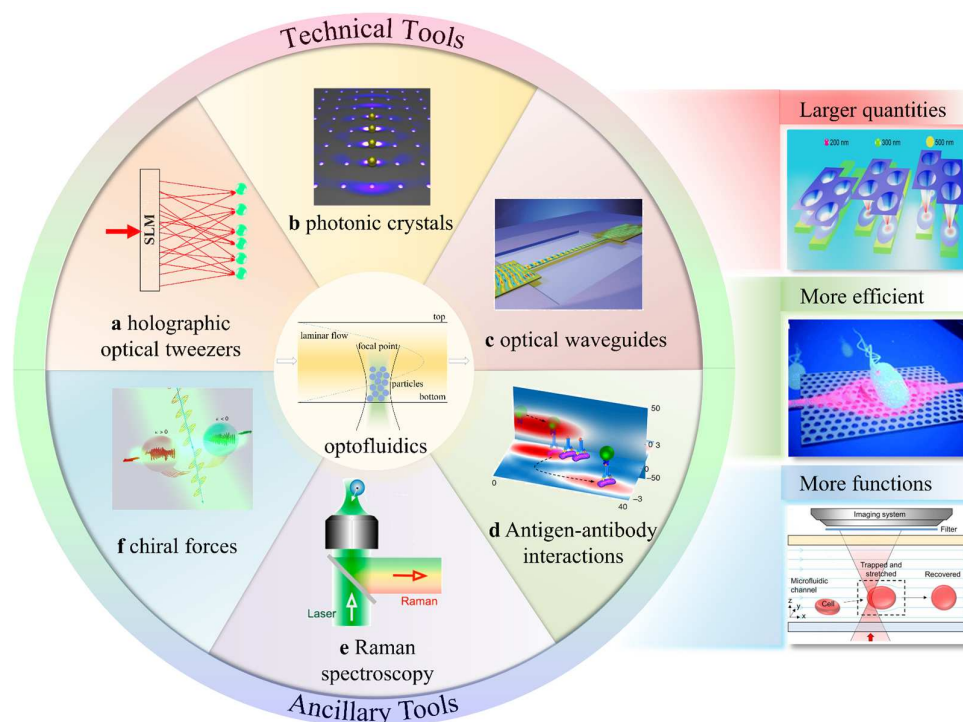 Technical Tools
SLM
a holographic
optical tweezers
b photonic crystals
c optical waveguides
top
laminar flow
focal point
particles
bottom
optofluidics
f chiral forces
Laser
Raman
e Raman
spectroscopy
50
0
-50
3
0
-3
0
40
d Antigen-antibody
interactions
Ancillary Tools
Larger quantities
200 nm
300 nm
500 nm
More efficient
More functions
Imaging system
Filter
Trapped and
stretched
Recovered
Microfluidic
channel
Cell
z
y
x